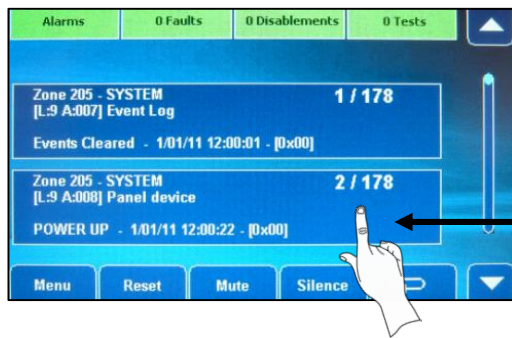 Alarms 0 Faults 0 Disablements 0 Tests
Zone 205 - SYSTEM 1 / 178
[L:9 A:007] Event Log
Events Cleared - 1/01/11 12:00:01 - [0x00]
Zone 205 - SYSTEM 2 / 178
[L:9 A:008] Panel device
POWER UP - 1/01/11 12:00:22 - [0x00]
Menu Reset Mute Silence